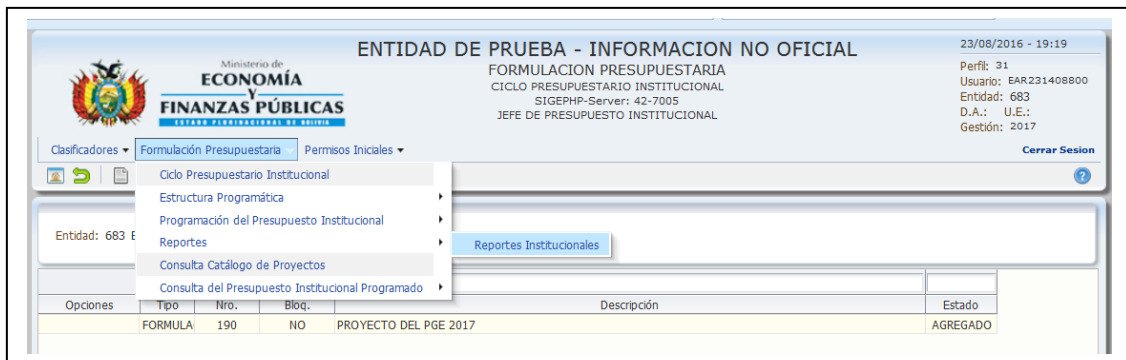 ENTIDAD DE PRUEBA - INFORMACION NO OFICIAL
FORMULACION PRESUPUESTARIA
CICLO PRESUPUESTARIO INSTITUCIONAL
SIGEPHP-Server: 42-7005
JEFE DE PRESUPUESTO INSTITUCIONAL
Ministerio de
ECONOMÍA
Y
FINANZAS PÚBLICAS
ESTADO PLURINACIONAL DE BOLIVIA
23/08/2016 - 19:19
Perfil: 31
Usuario: EAR231408800
Entidad: 683
D.A.: U.E.:
Gestión: 2017
Clasificadores Formulación Presupuestaria Permisos Iniciales Cerrar Sesion
Ciclo Presupuestario Institucional
Estructura Programática
Programación del Presupuesto Institucional
Reportes
Reportes Institucionales
Consulta Catálogo de Proyectos
Consulta del Presupuesto Institucional Programado
Entidad: 683
Opciones Tipo Nro. Bloq. Descripción Estado
FORMULA 190 NO PROYECTO DEL PGE 2017 AGREGADO